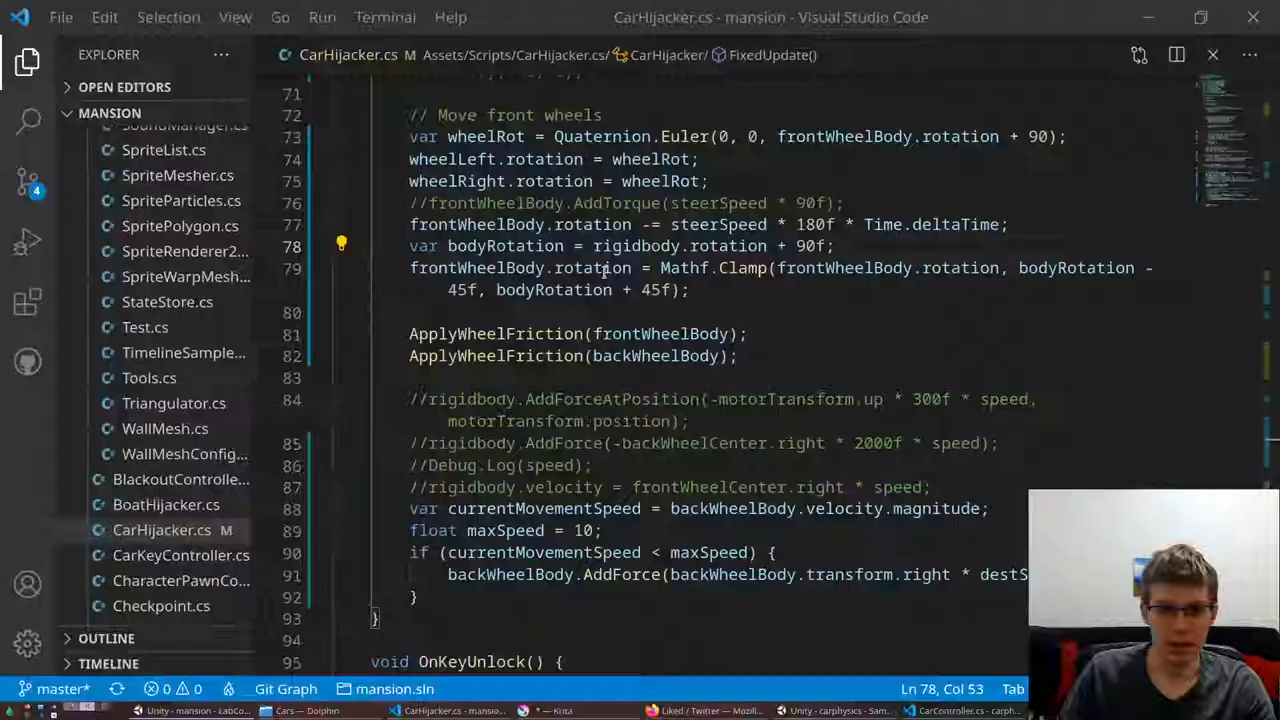 File Edit Selection View Go Run Terminal Help CarHijacker.cs - mansion - Visual Studio Code
EXPLORER
CarHijacker.cs M Assets/Scripts/CarHijacker.cs/ CarHijacker/ FixedUpdate()
OPEN EDITORS
MANSION
SoundManager.cs
SpriteList.cs
SpriteMesher.cs
SpriteParticles.cs
SpritePolygon.cs
SpriteRenderer2...
SpriteWarpMesh...
StateStore.cs
Test.cs
TimelineSample...
Tools.cs
Triangulator.cs
WallMesh.cs
WallMeshConfig...
BlackoutControlle...
BoatHijacker.cs
CarHijacker.cs M
CarKeyController.cs
CharacterPawnCo...
Checkpoint.cs
OUTLINE
TIMELINE
4
71
72 // Move front wheels
73 var wheelRot = Quaternion.Euler(0, 0, frontWheelBody.rotation + 90);
74 wheelLeft.rotation = wheelRot;
75 wheelRight.rotation = wheelRot;
76 //frontWheelBody.AddTorque(steerSpeed * 90f);
77 frontWheelBody.rotation -= steerSpeed * 180f * Time.deltaTime;
78 var bodyRotation = rigidbody.rotation + 90f;
79 frontWheelBody.rotation = Mathf.Clamp(frontWheelBody.rotation, bodyRotation -
45f, bodyRotation + 45f);
80
81 ApplyWheelFriction(frontWheelBody);
82 ApplyWheelFriction(backWheelBody);
83
84 //rigidbody.AddForceAtPosition(-motorTransform.up * 300f * speed,
motorTransform.position);
85 //rigidbody.AddForce(-backWheelCenter.right * 2000f * speed);
86 //Debug.Log(speed);
87 //rigidbody.velocity = frontWheelCenter.right * speed;
88 var currentMovementSpeed = backWheelBody.velocity.magnitude;
89 float maxSpeed = 10;
90 if (currentMovementSpeed < maxSpeed) {
91 backWheelBody.AddForce(backWheelBody.transform.right * destS
92 }
93 }
94
95 void OnKeyUnlock() {
master* 0 0 Git Graph mansion.sln Ln 78, Col 53 Tab
Unity - mansion - LabCo... Cars — Dolphin CarHijacker.cs - mansio... * — Krita Liked / Twitter — Mozill... Unity - carphysics - Sam... CarController.cs - carph...